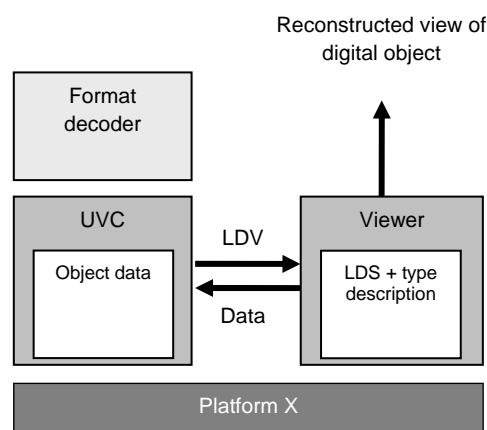 Reconstructed view of
digital object
Format
decoder
UVC
Viewer
LDV
Object data
LDS + type
description
Data
Platform X